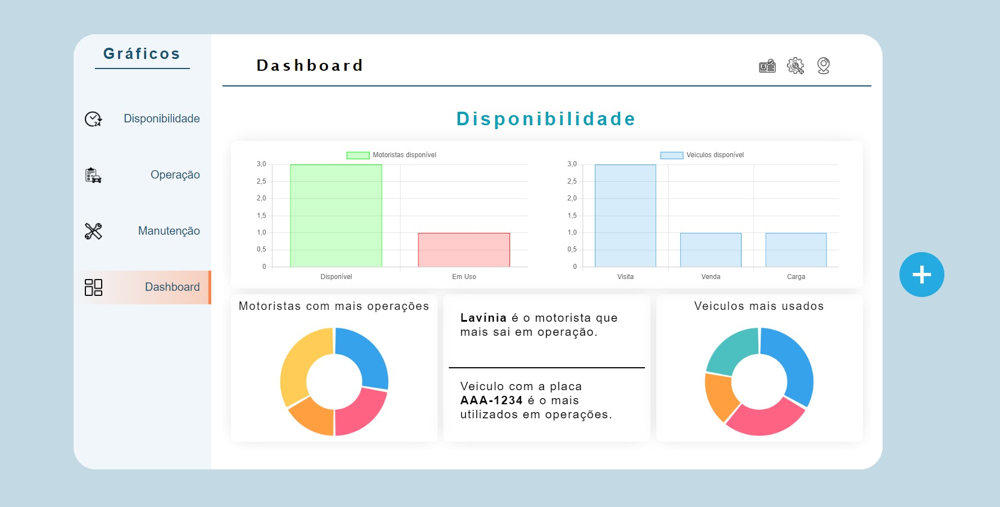 Gráficos
Disponibilidade
24
Operação
Manutenção
Dashboard
Dashboard
Disponibilidade
Motoristas disponível
3,0
2,5
2,0
1,5
1,0
0,5
0
Disponível
Em Uso
Veiculos disponível
3,0
2,5
2,0
1,5
1,0
0,5
0
Visita
Venda
Carga
Motoristas com mais operações
Lavínia é o motorista que
mais sai em operação.
Veiculo com a placa
AAA-1234 é o mais
utilizados em operações.
Veiculos mais usados